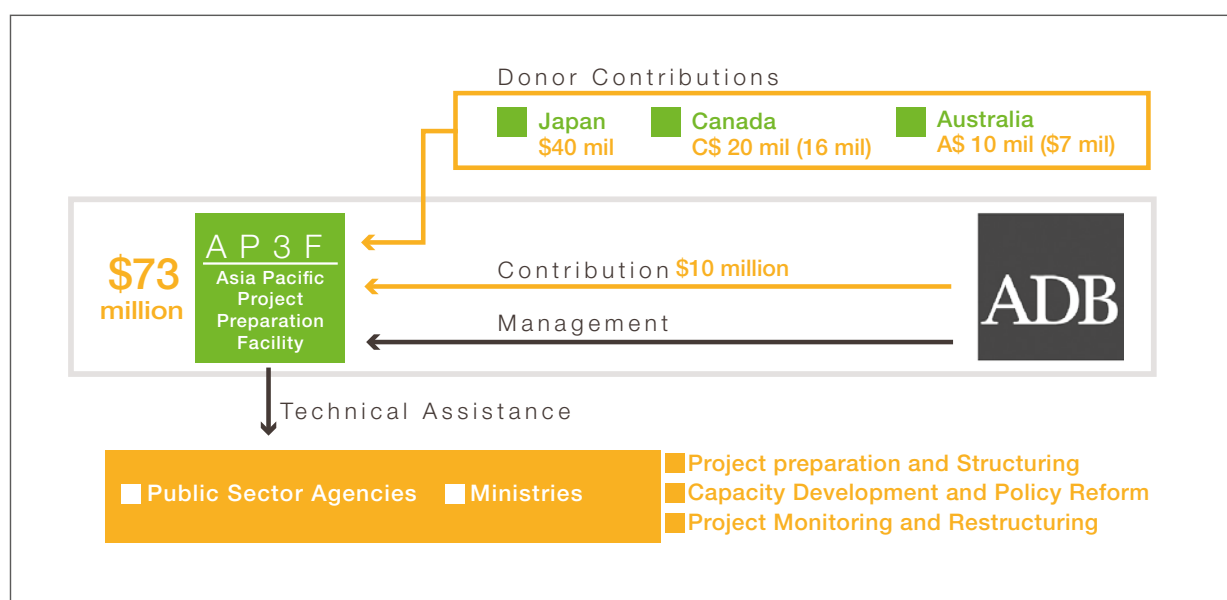 Donor Contributions
Japan
$40 mil
Canada
C$ 20 mil (16 mil)
Australia
A$ 10 mil ($7 mil)
$73
million
AP3F
Asia Pacific
Project
Preparation
Facility
Contribution $10 million
Management
ADB
Technical Assistance
Public Sector Agencies
Ministries
Project preparation and Structuring
Capacity Development and Policy Reform
Project Monitoring and Restructuring